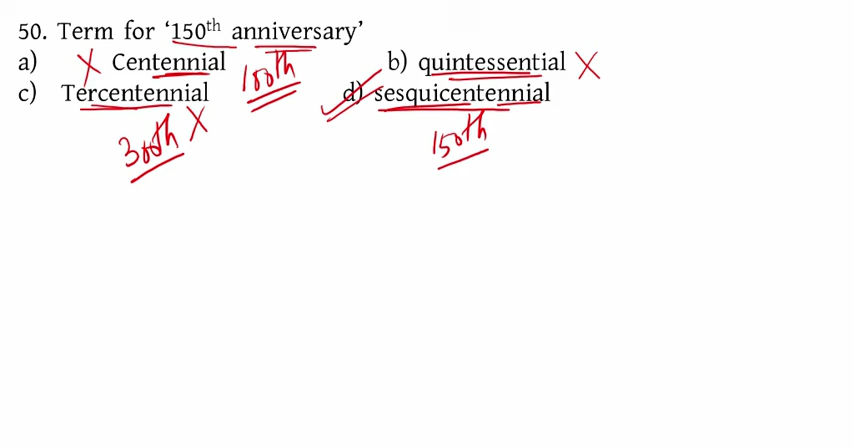 50. Term for ‘150th anniversary’
a) X Centennial 100th b) quintessential X
c) Tercentennial d) sesquicentennial
300th X 150th